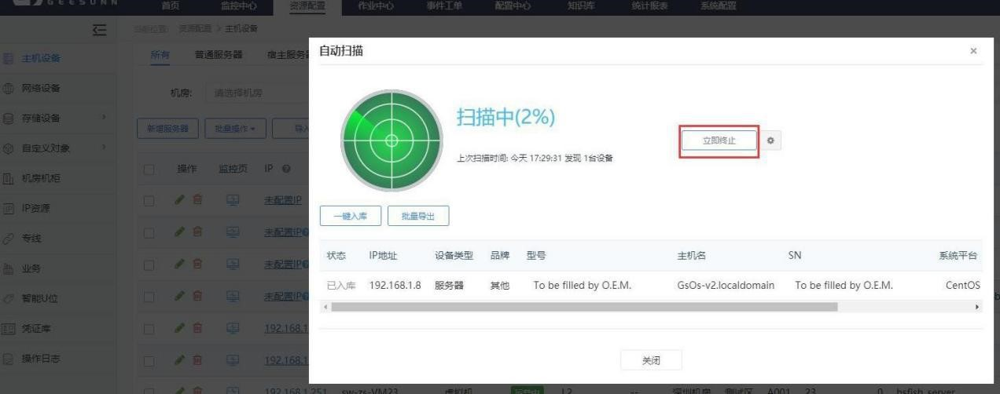 GEESUNN
首页 监控中心 资源配置 作业中心 事件工单 配置中心 知识库 统计报表 系统配置
当前位置: 资源配置 > 主机设备
主机设备
网络设备
存储设备
自定义对象
机房机柜
IP资源
专线
业务
智能U位
凭证库
操作日志
所有 普通服务器 宿主服务器
机房: 请选择机房
新增服务器 批量操作 导入
操作 监控页 IP
未配置IP
未配置IP
未配置IP
未配置IP
192.168.1
192.168.1
192.168.1.251 sw-zs-VM23 虚拟机 L2 -- 深圳机房 测试区 A001 23 0 hsfish_server
自动扫描
×
扫描中(2%)
上次扫描时间: 今天 17:29:31 发现 1台设备
立即终止
一键入库 批量导出
状态 IP地址 设备类型 品牌 型号 主机名 SN 系统平台
已入库 192.168.1.8 服务器 其他 To be filled by O.E.M. GsOs-v2.localdomain To be filled by O.E.M. CentOS
关闭